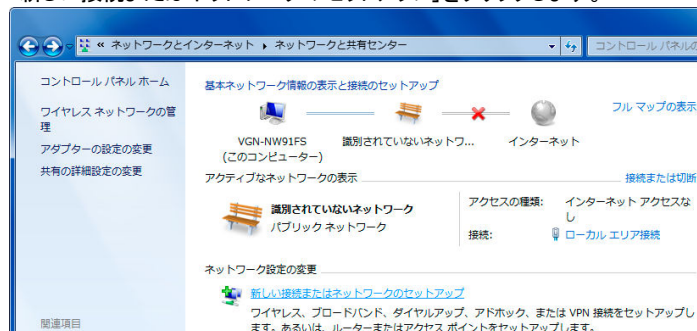 « ネットワークとインターネット ▸ ネットワークと共有センター
コントロール パネルの
コントロール パネル ホーム
ワイヤレス ネットワークの管
理
アダプターの設定の変更
共有の詳細設定の変更
基本ネットワーク情報の表示と接続のセットアップ
フル マップの表示
VGN-NW91FS
(このコンピューター)
識別されていないネットワ...
インターネット
アクティブなネットワークの表示
接続または切断
識別されていないネットワーク
パブリック ネットワーク
アクセスの種類: インターネット アクセスな
し
接続: ローカル エリア接続
ネットワーク設定の変更
新しい接続またはネットワークのセットアップ
ワイヤレス、ブロードバンド、ダイヤルアップ、アドホック、または VPN 接続をセットアップし
ます。あるいは、ルーターまたはアクセス ポイントをセットアップします。
関連項目